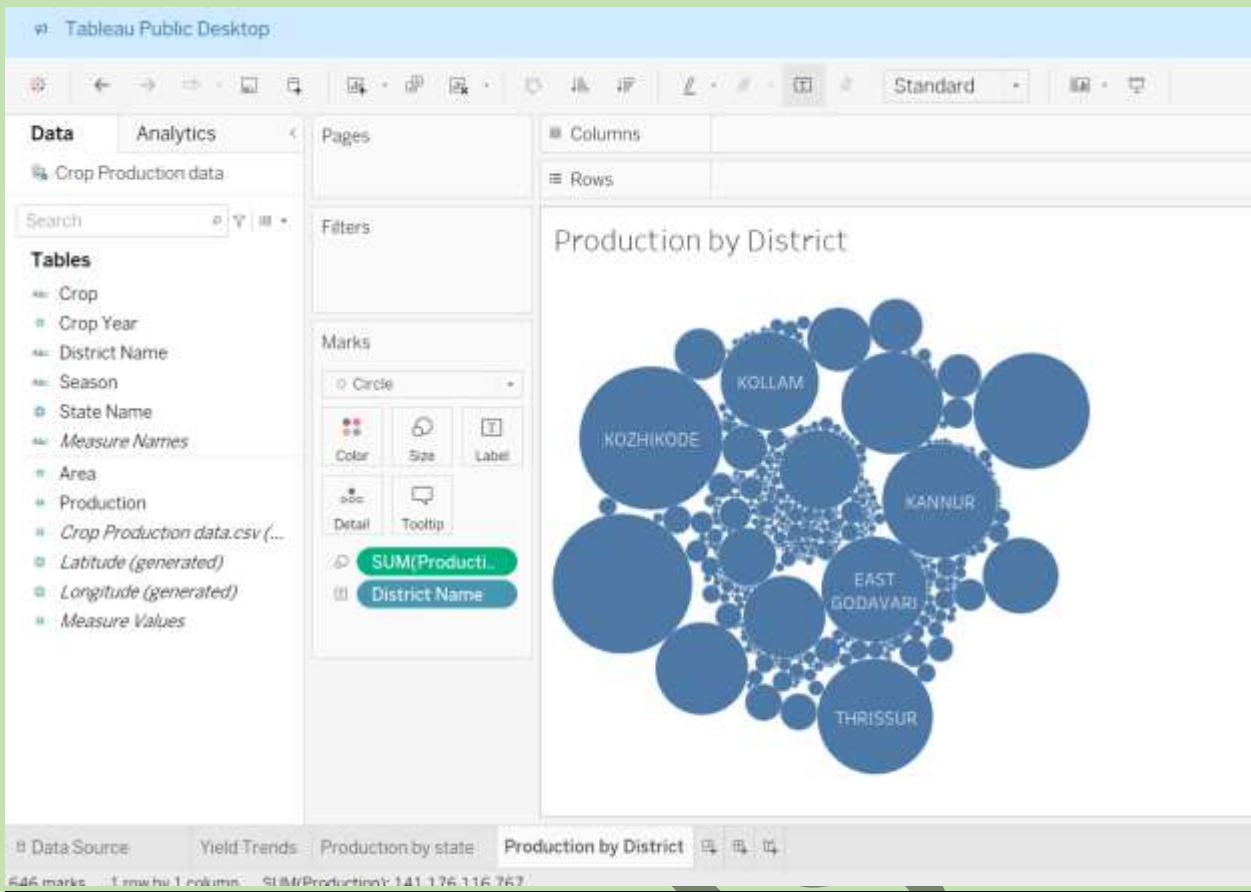 Tableau Public Desktop
Standard
Data
Analytics
Crop Production data
Search
Tables
Abc Crop
Crop Year
Abc District Name
Abc Season
State Name
Abc Measure Names
Area
Production
Crop Production data.csv (...
Latitude (generated)
Longitude (generated)
Measure Values
Pages
Filters
Marks
Circle
Color
Size
Label
Detail
Tooltip
SUM(Producti..
District Name
Columns
Rows
Production by District
KOLLAM
KOZHIKODE
KANNUR
EAST
GODAVARI
THRISSUR
Data Source
Yield Trends
Production by state
Production by District
646 marks
1 row by 1 column
SUM(Production): 141,176,116,767